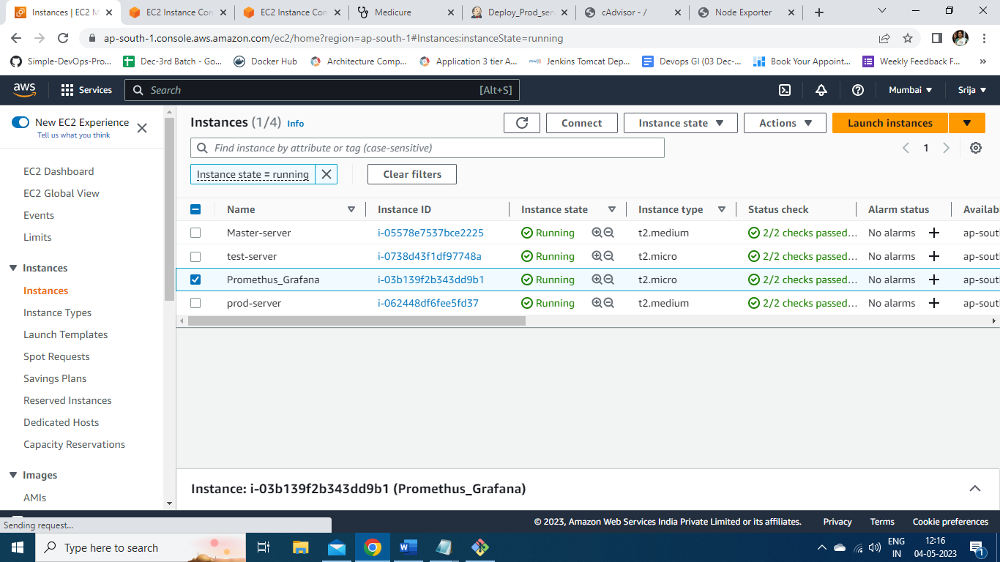 Instances | EC2 M
EC2 Instance Con
EC2 Instance Con
Medicure
Deploy_Prod_ser
cAdvisor - /
Node Exporter
ap-south-1.console.aws.amazon.com/ec2/home?region=ap-south-1#Instances:instanceState=running
Simple-DevOps-Pro...
Dec-3rd Batch - Go...
Docker Hub
Architecture Comp...
Application 3 tier A...
Jenkins Tomcat Dep...
Devops GI (03 Dec-...
Book Your Appoint...
Weekly Feedback F...
»
aws
Services
Search
[Alt+S]
Mumbai
Srija
New EC2 Experience
Tell us what you think
EC2 Dashboard
EC2 Global View
Events
Limits
Instances
Instances
Instance Types
Launch Templates
Spot Requests
Savings Plans
Reserved Instances
Dedicated Hosts
Capacity Reservations
Images
AMIs
Instances (1/4) Info
Connect
Instance state
Actions
Launch instances
Find instance by attribute or tag (case-sensitive)
1
Instance state = running
Clear filters
Name Instance ID Instance state Instance type Status check Alarm status Availab
Master-server i-05578e7537bce2225 Running t2.medium 2/2 checks passed... No alarms ap-sout
test-server i-0738d43f1df97748a Running t2.micro 2/2 checks passed... No alarms ap-sout
Promethus_Grafana i-03b139f2b343dd9b1 Running t2.micro 2/2 checks passed... No alarms ap-sout
prod-server i-062448df6fee5fd37 Running t2.medium 2/2 checks passed... No alarms ap-sout
Instance: i-03b139f2b343dd9b1 (Promethus_Grafana)
Sending request...
© 2023, Amazon Web Services India Private Limited or its affiliates.
Privacy
Terms
Cookie preferences
Type here to search
ENG
IN
12:16
04-05-2023
1